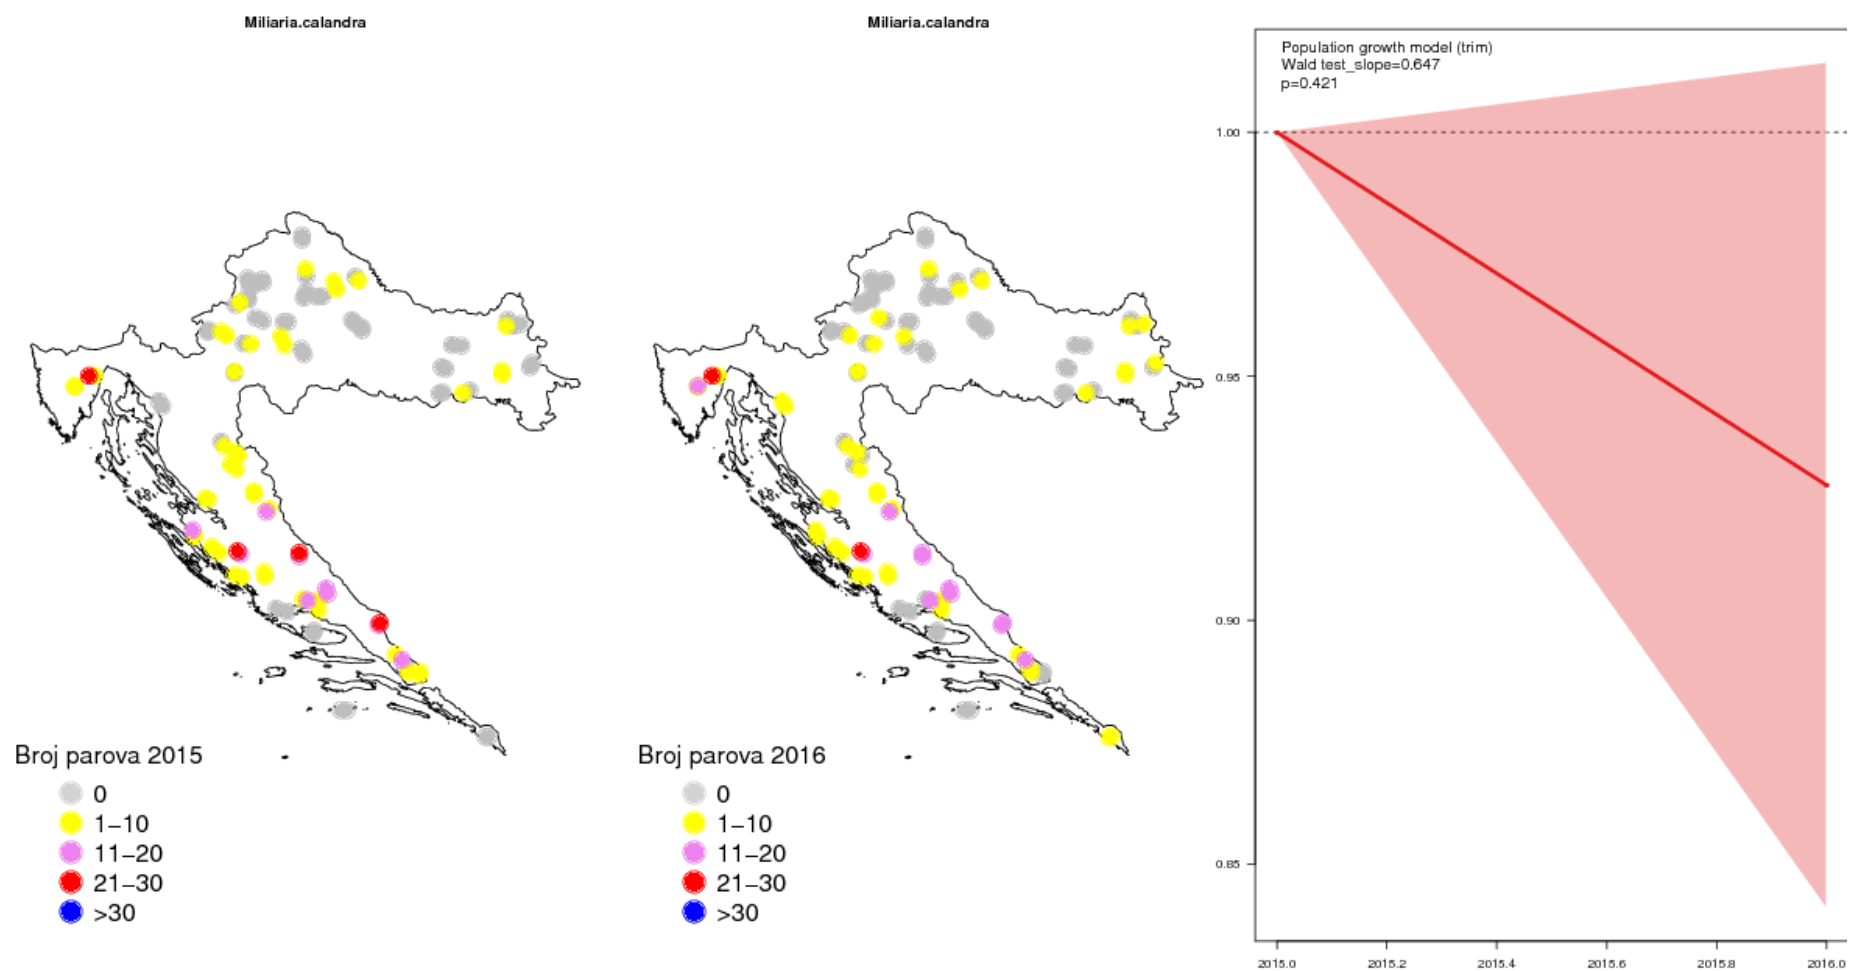 Miliaria.calandra
Broj parova 2015
0
1–10
11–20
21–30
>30
Miliaria.calandra
Broj parova 2016
0
1–10
11–20
21–30
>30
Population growth model (trim)
Wald test_slope=0.647
p=0.421
1.00
0.95
0.90
0.85
2015.0 2015.2 2015.4 2015.6 2015.8 2016.0